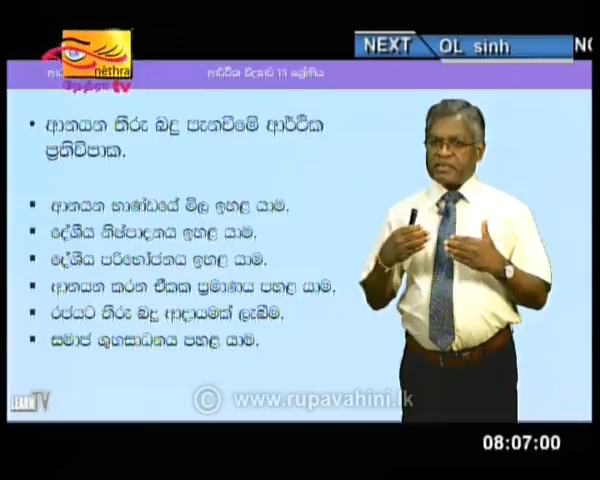 NEXT OL sinh
nethra
tv
ආර්ථික විද්‍යාව 11 ශ්‍රේණිය
• ආනයන තීරු බදු පැනවීමේ ආර්ථික
ප්‍රතිවිපාක.
▪ ආනයන භාණ්ඩයේ මිල ඉහළ යාම.
▪ දේශීය නිෂ්පාදනය ඉහළ යාම.
▪ දේශීය පරිභෝජනය ඉහළ යාම.
▪ ආනයන කරන ඒකක ප්‍රමාණය පහළ යාම.
▪ රජයට තීරු බදු ආදායමක් ලැබීම.
▪ සමාජ ශුභසාධනය පහළ යාම.
LEARN TV
© www.rupavahini.lk
08:07:00